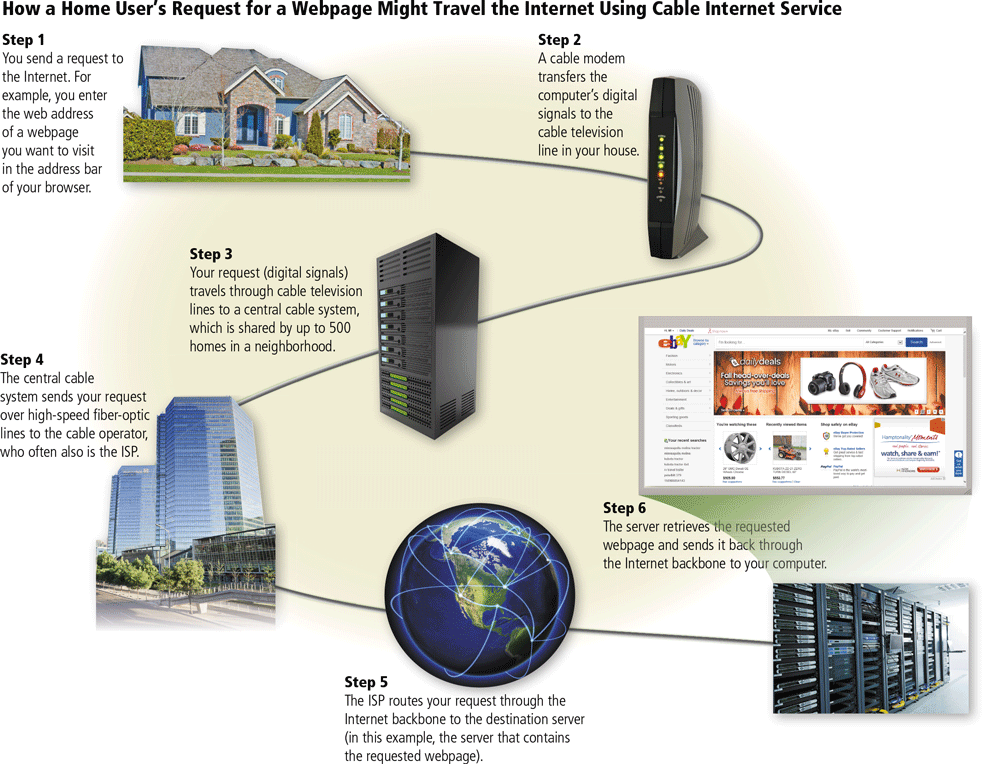 How a Home User's Request for a Webpage Might Travel the Internet Using Cable Internet Service
Step 1
You send a request to
the Internet. For
example, you enter
the web address
of a webpage
you want to visit
in the address bar
of your browser.
Step 2
A cable modem
transfers the
computer's digital
signals to the
cable television
line in your house.
Step 3
Your request (digital signals)
travels through cable television
lines to a central cable system,
which is shared by up to 500
homes in a neighborhood.
Step 4
The central cable
system sends your request
over high-speed fiber-optic
lines to the cable operator,
who often also is the ISP.
ebay
Search
dailydeals
Fall head-over-deals
Savings you'll love
You're watching these
Recently viewed items
Shop safely on eBay
Your recent searches
Hamptonality Moments
watch, share & earn!
Step 6
The server retrieves the requested
webpage and sends it back through
the Internet backbone to your computer.
Step 5
The ISP routes your request through the
Internet backbone to the destination server
(in this example, the server that contains
the requested webpage).